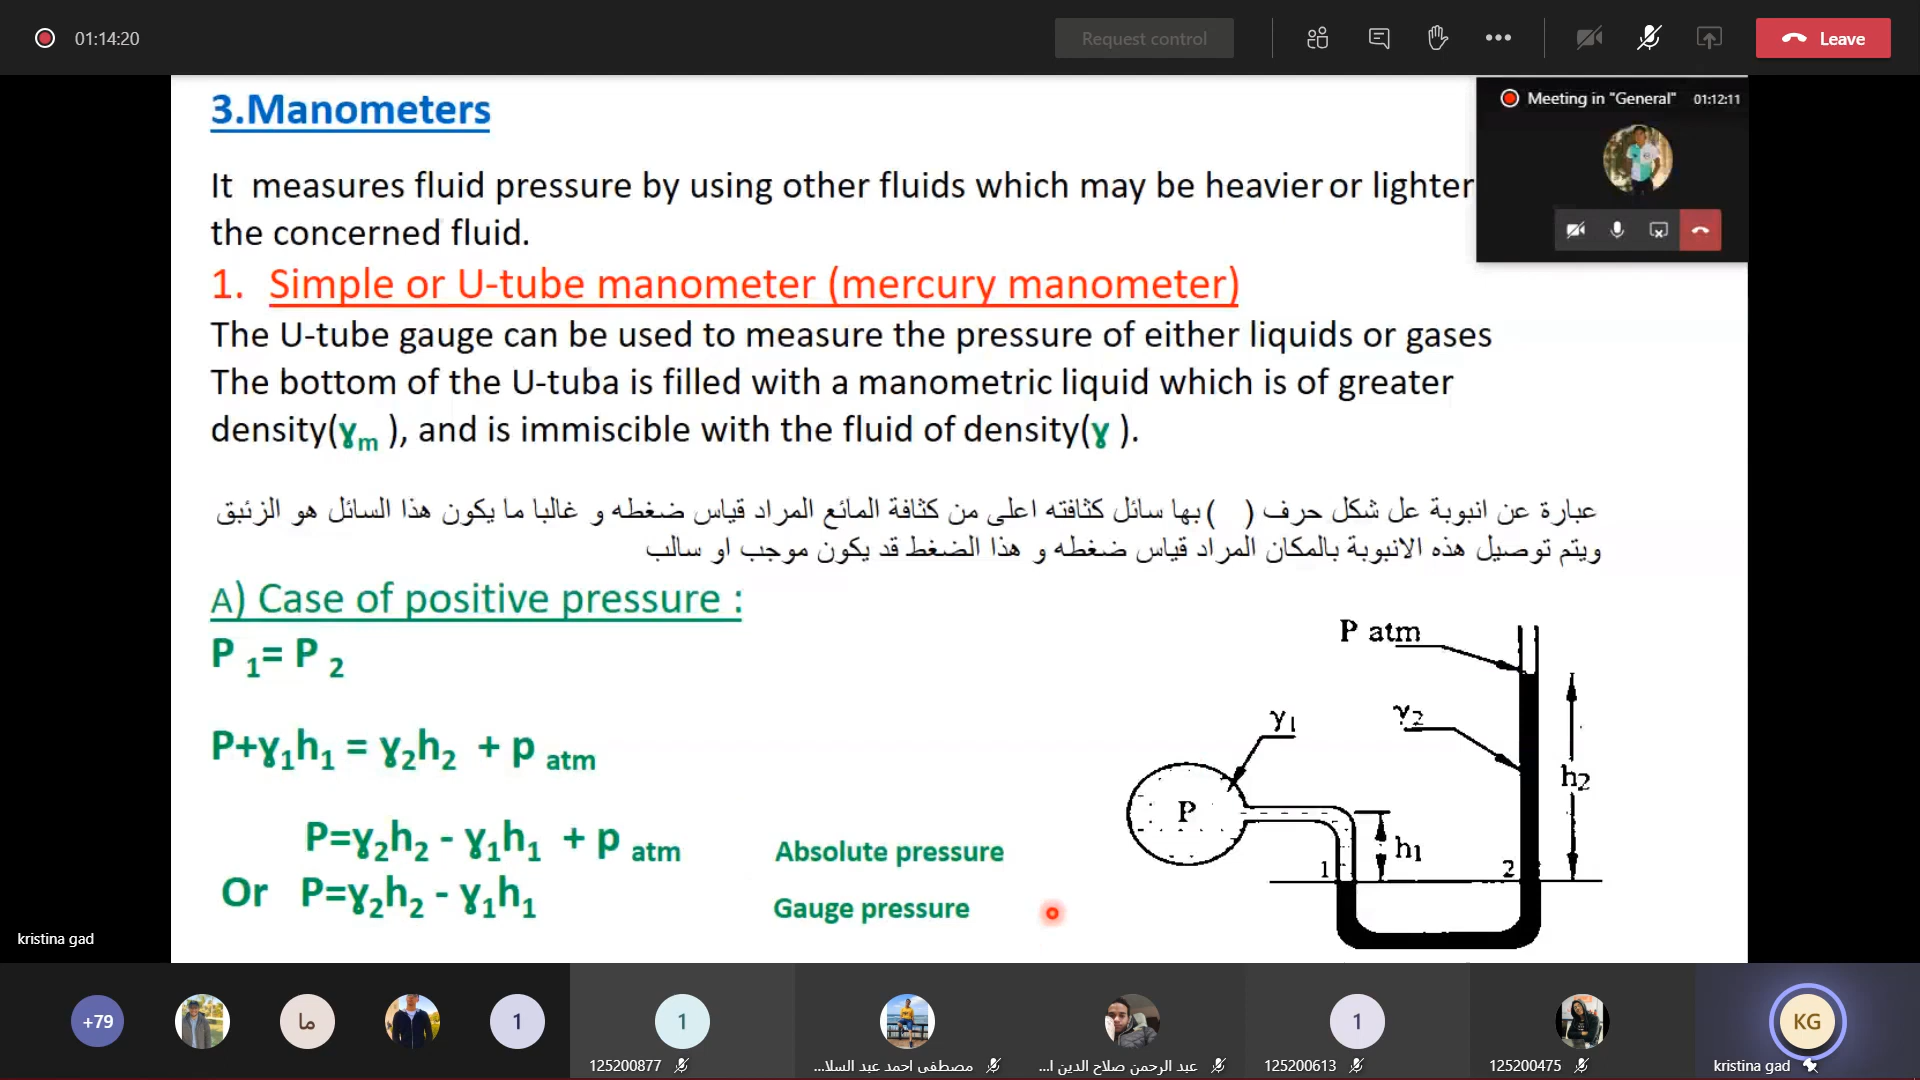 01:14:20
Request control
Leave
3.Manometers
Meeting in "General" 01:12:11
It measures fluid pressure by using other fluids which may be heavier or lighter
the concerned fluid.
1. Simple or U-tube manometer (mercury manometer)
The U-tube gauge can be used to measure the pressure of either liquids or gases
The bottom of the U-tuba is filled with a manometric liquid which is of greater
density(ɣm ), and is immiscible with the fluid of density(ɣ ).
عبارة عن انبوبة عل شكل حرف ( ) بها سائل كثافته اعلى من كثافة المائع المراد قياس ضغطه و غالبا ما يكون هذا السائل هو الزئبق
ويتم توصيل هذه الانبوبة بالمكان المراد قياس ضغطه و هذا الضغط قد يكون موجب او سالب
A) Case of positive pressure :
P 1= P 2
P+ɣ1h1 = ɣ2h2 + p atm
P=ɣ2h2 - ɣ1h1 + p atm Absolute pressure
Or P=ɣ2h2 - ɣ1h1 Gauge pressure
P atm
γ1
γ2
h2
P
h1
1
2
kristina gad
+79
ما
1
1
1
KG
125200877
مصطفى احمد عبد السلا...
عبد الرحمن صلاح الدين ا...
125200613
125200475
kristina gad